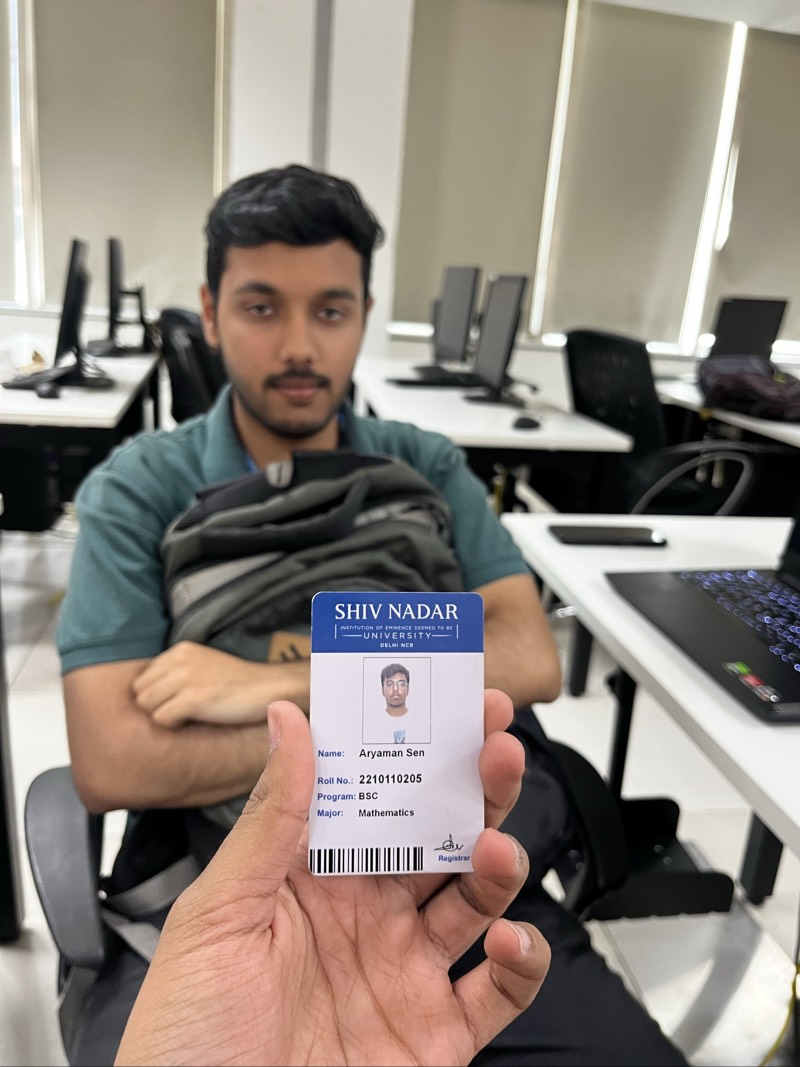 SHIV NADAR
INSTITUTION OF EMINENCE DEEMED TO BE
UNIVERSITY
DELHI NCR
Name: Aryaman Sen
Roll No.: 2210110205
Program: BSC
Major: Mathematics
Registrar